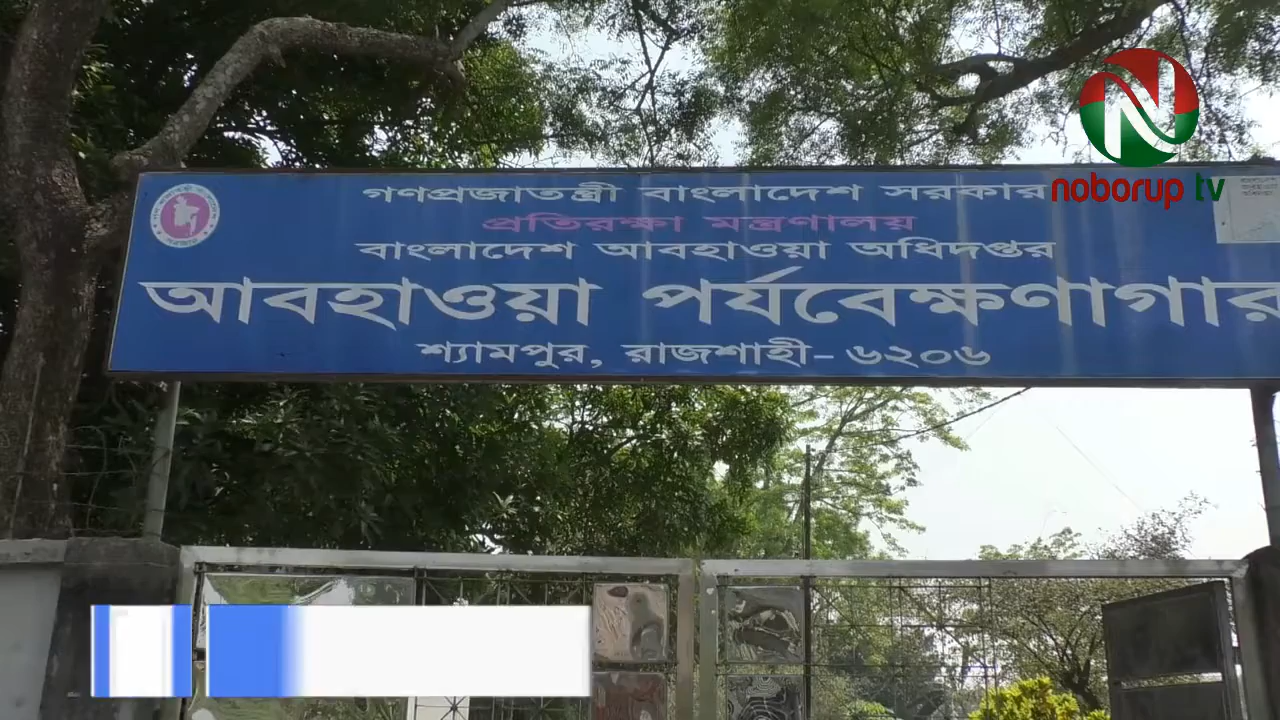 গণপ্রজাতন্ত্রী বাংলাদেশ সরকার
প্রতিরক্ষা মন্ত্রণালয়
বাংলাদেশ আবহাওয়া অধিদপ্তর
আবহাওয়া পর্যবেক্ষণাগার
শ্যামপুর, রাজশাহী- ৬২০৬
noborup tv